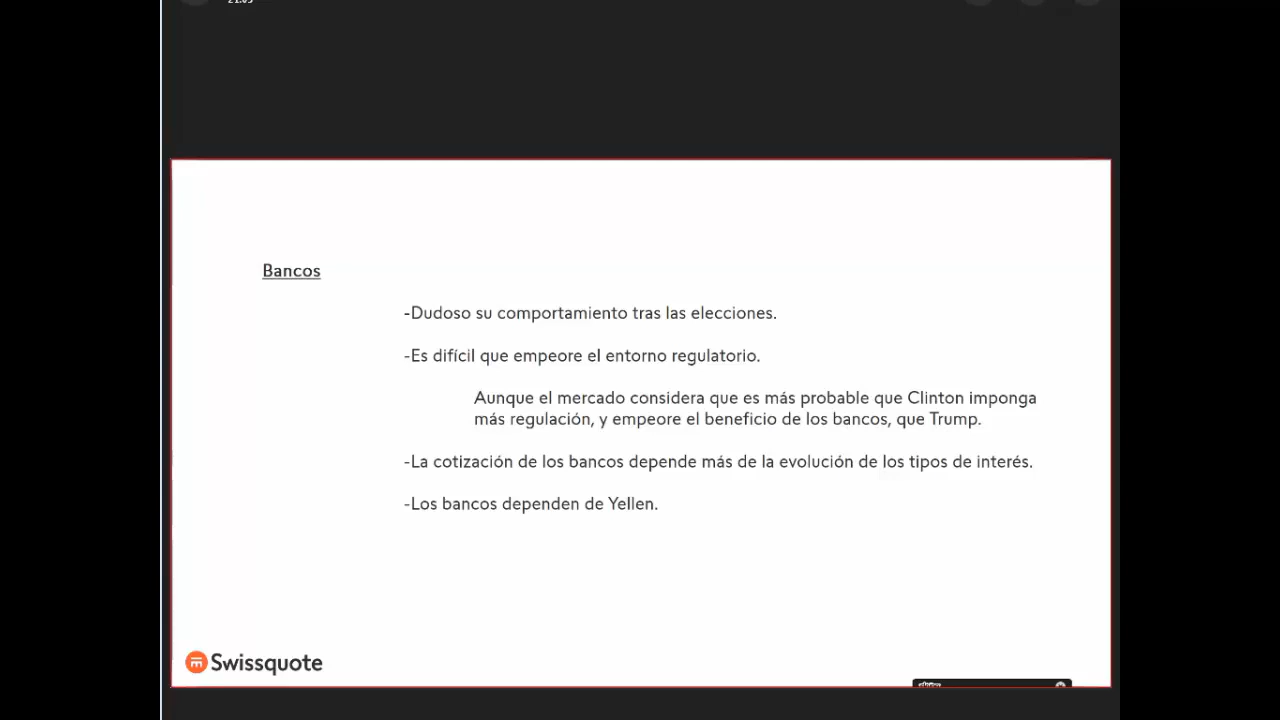 Bancos
-Dudoso su comportamiento tras las elecciones.
-Es difícil que empeore el entorno regulatorio.
Aunque el mercado considera que es más probable que Clinton imponga
más regulación, y empeore el beneficio de los bancos, que Trump.
-La cotización de los bancos depende más de la evolución de los tipos de interés.
-Los bancos dependen de Yellen.
Swissquote